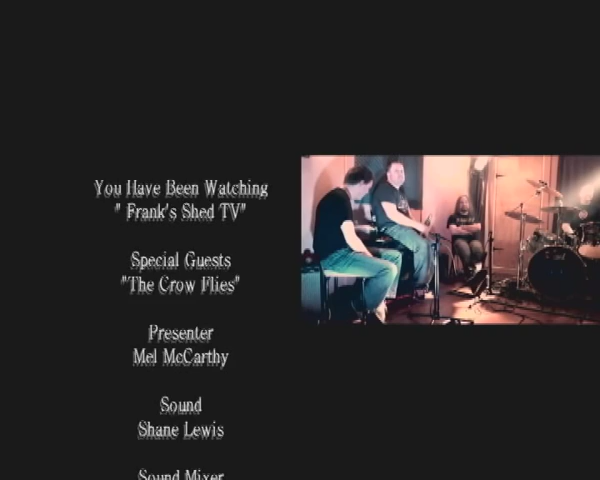 You Have Been Watching
" Frank's Shed TV"
Special Guests
"The Crow Flies"
Presenter
Mel McCarthy
Sound
Shane Lewis
Sound Mixer